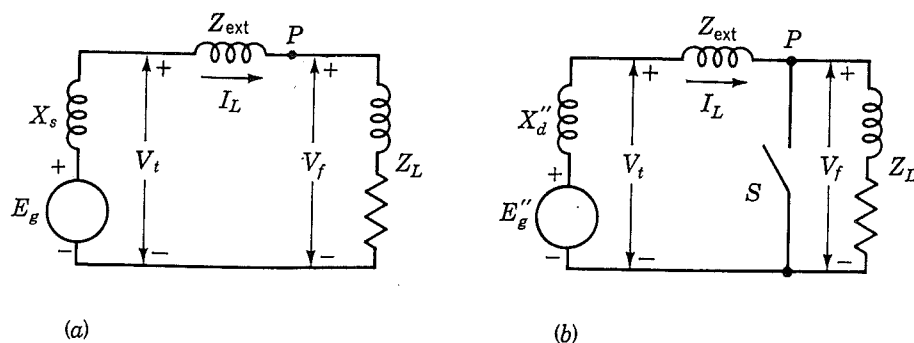 Z_ext
P
+
+
I_L
X_s
V_t
V_f
Z_L
+
E_g
−
−
−
(a)
Z_ext
P
+
+
I_L
X_d''
V_t
V_f
Z_L
+
S
E_g''
−
−
−
(b)